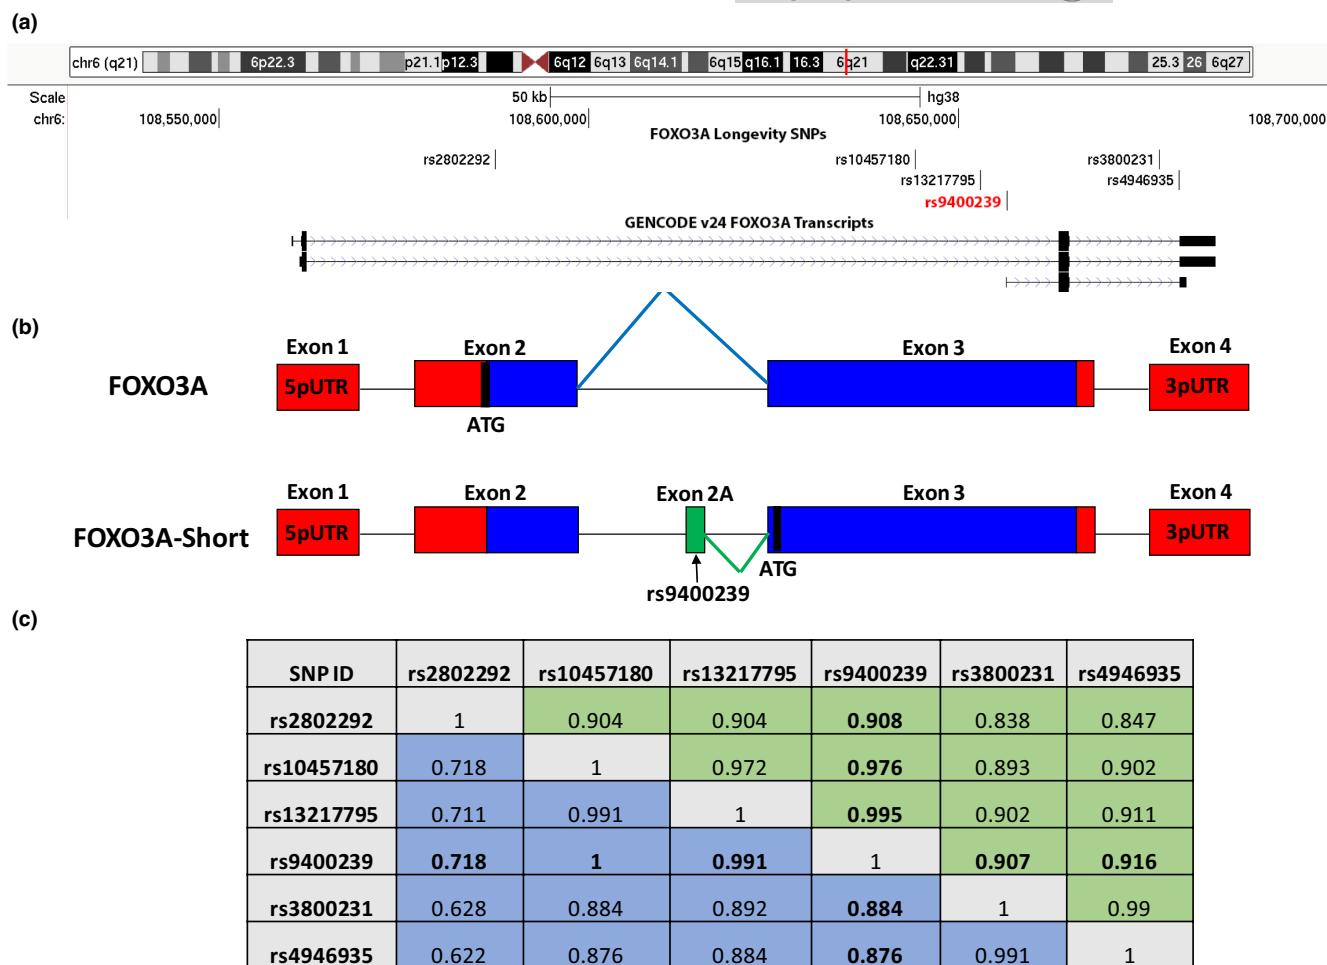 (a)
chr6 (q21) 6p22.3 p21.1 p12.3 6q12 6q13 6q14.1 6q15 q16.1 16.3 6q21 q22.31 25.3 26 6q27
Scale 50 kb hg38
chr6: 108,550,000 108,600,000 108,650,000 108,700,000
FOXO3A Longevity SNPs
rs2802292 rs10457180 rs3800231
rs13217795 rs4946935
rs9400239
GENCODE v24 FOXO3A Transcripts
(b)
Exon 1 Exon 2 Exon 3 Exon 4
FOXO3A 5pUTR 3pUTR
ATG
Exon 1 Exon 2 Exon 2A Exon 3 Exon 4
FOXO3A-Short 5pUTR 3pUTR
ATG
rs9400239
(c)
SNP ID rs2802292 rs10457180 rs13217795 rs9400239 rs3800231 rs4946935
rs2802292 1 0.904 0.904 0.908 0.838 0.847
rs10457180 0.718 1 0.972 0.976 0.893 0.902
rs13217795 0.711 0.991 1 0.995 0.902 0.911
rs9400239 0.718 1 0.991 1 0.907 0.916
rs3800231 0.628 0.884 0.892 0.884 1 0.99
rs4946935 0.622 0.876 0.884 0.876 0.991 1